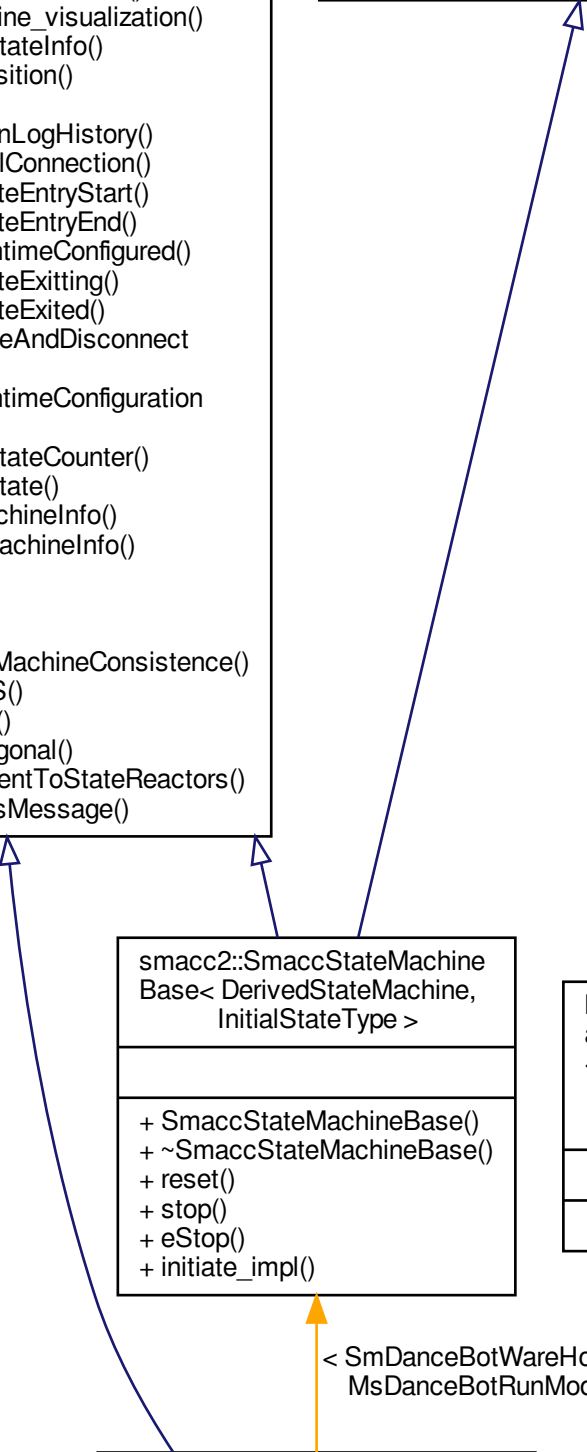 ine_visualization()
tateInfo()
sition()
nLogHistory()
lConnection()
teEntryStart()
teEntryEnd()
ntimeConfigured()
teExitting()
teExited()
eAndDisconnect
ntimeConfiguration
tateCounter()
tate()
chineInfo()
achineInfo()
MachineConsistence()
S()
()
gonal()
entToStateReactors()
sMessage()
smacc2::SmaccStateMachine
Base< DerivedStateMachine,
InitialStateType >
+ SmaccStateMachineBase()
+ ~SmaccStateMachineBase()
+ reset()
+ stop()
+ eStop()
+ initiate_impl()
< SmDanceBotWareHo
MsDanceBotRunMod